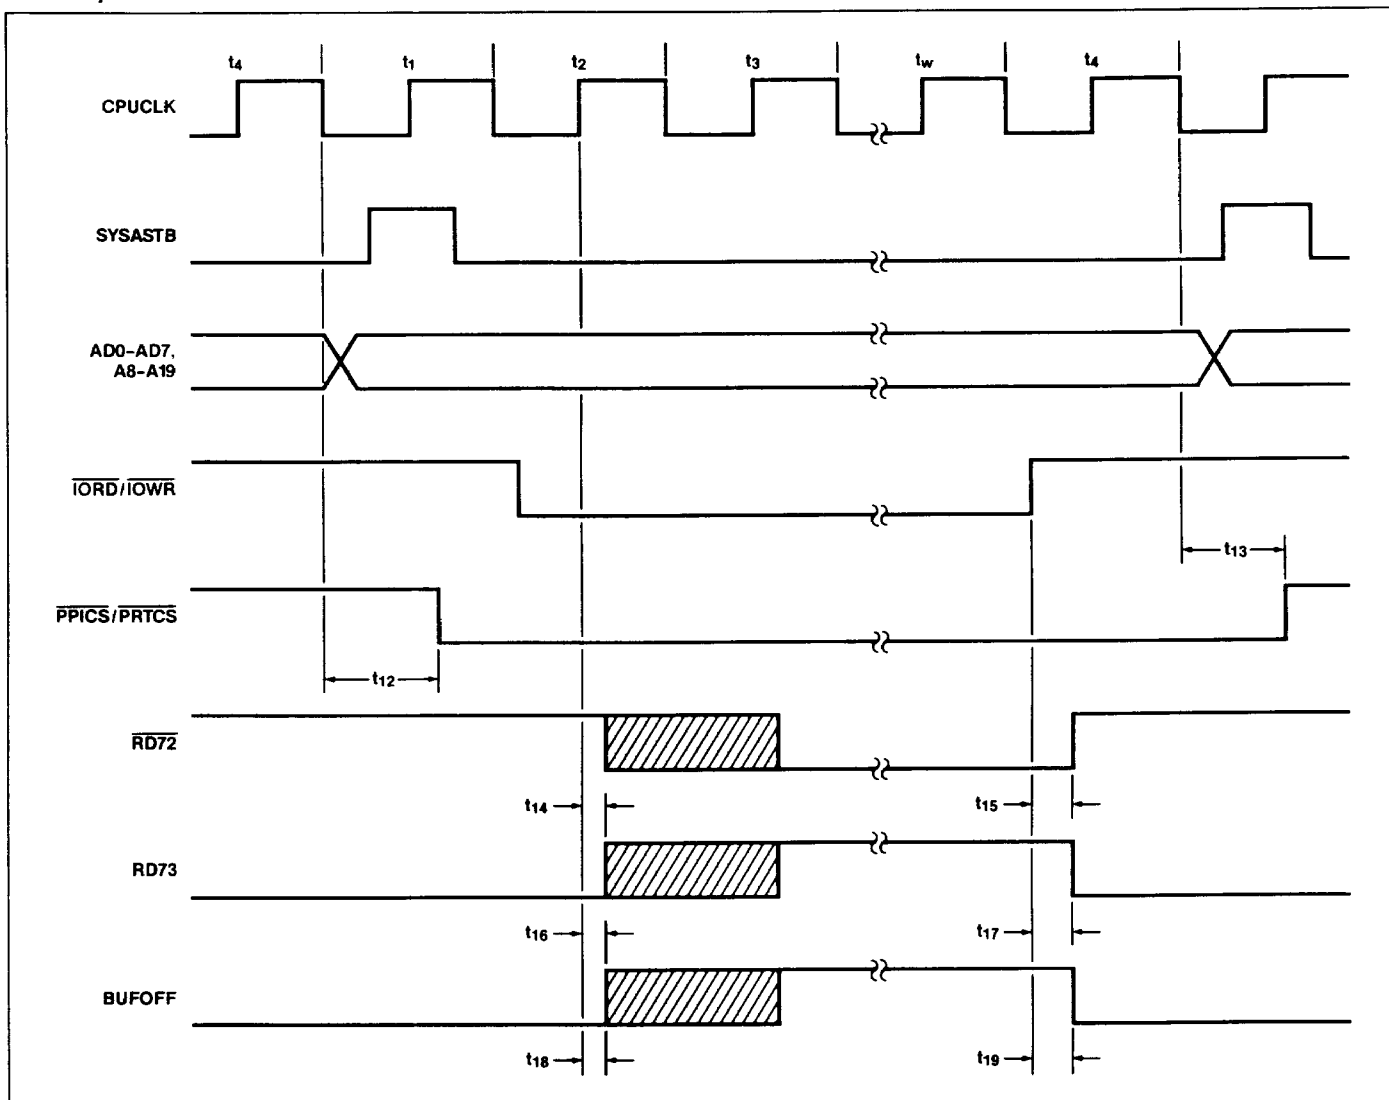 t4 t1 t2 t3 tw t4
CPUCLK
SYSASTB
AD0–AD7,
A8–A19
IORD/IOWR
t13
PPICS/PRTCS
t12
RD72
t14 t15
RD73
t16 t17
BUFOFF
t18 t19